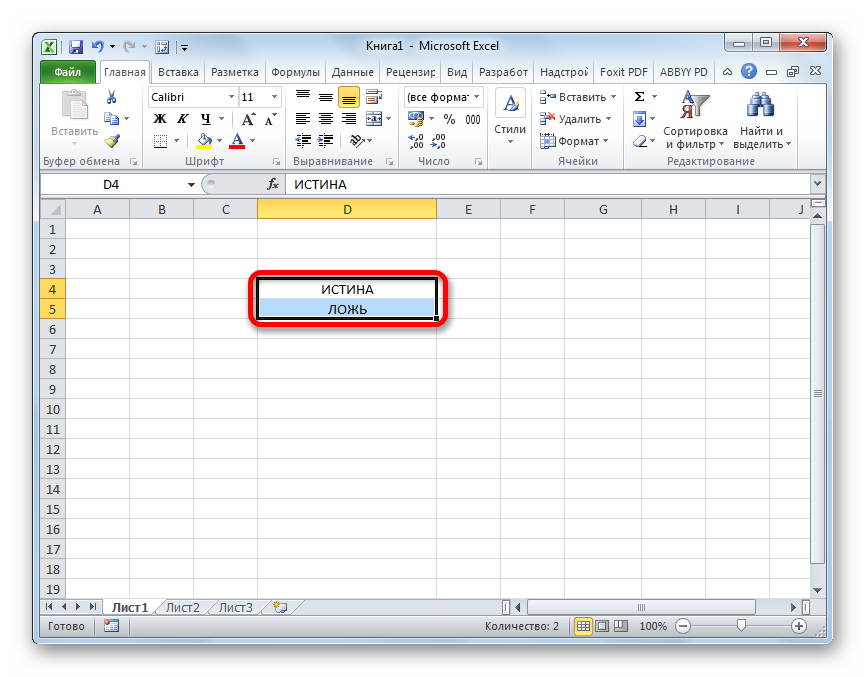 Книга1 - Microsoft Excel
Файл Главная Вставка Разметка Формулы Данные Рецензир Вид Разработ Надстрой Foxit PDF ABBYY PD
Calibri 11 (все формат Вставить Σ
Вставить Ж К Ч А А % 000 Стили Удалить Сортировка и фильтр Найти и выделить
А Формат
Буфер обмена Шрифт Выравнивание Число Ячейки Редактирование
D4 fx ИСТИНА
A B C D E F G H I J
1
2
3
4 ИСТИНА
5 ЛОЖЬ
6
7
8
9
10
11
12
13
14
15
16
17
18
19
Лист1 Лист2 Лист3
Готово Количество: 2 100%